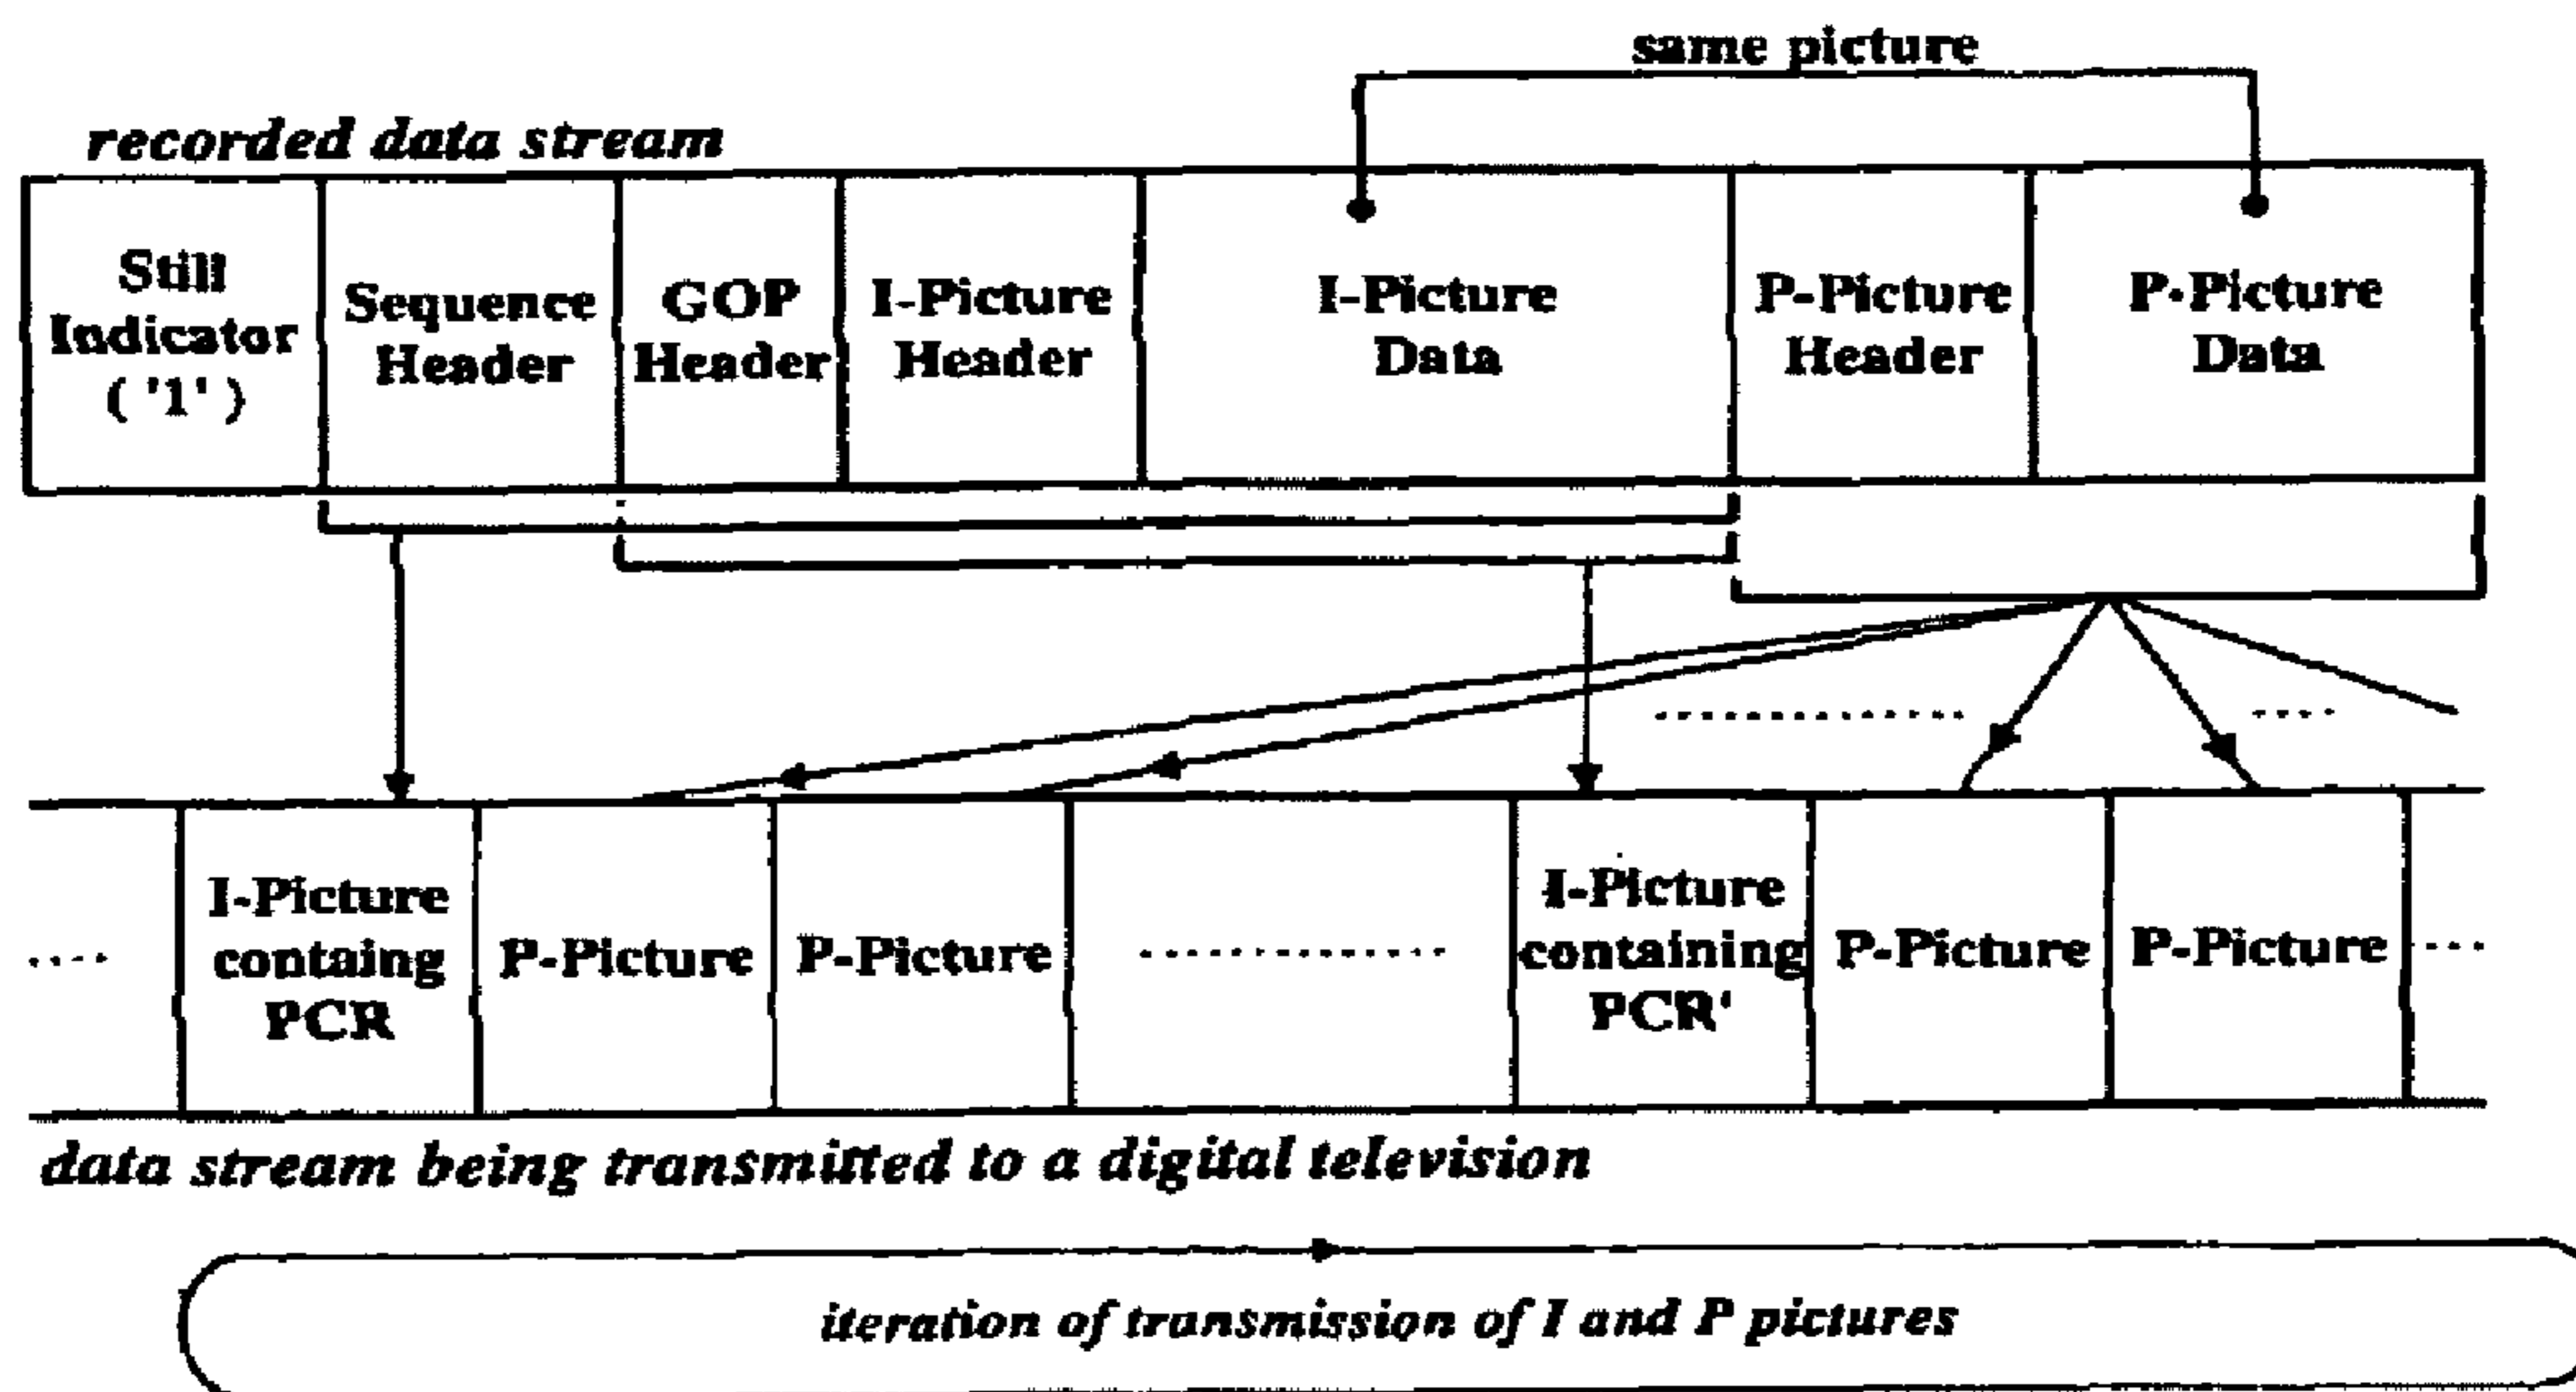 same picture
recorded data stream
Still
Indicator
( '1' )
Sequence
Header
GOP
Header
I-Picture
Header
I-Picture
Data
P-Picture
Header
P-Picture
Data
I-Picture
containg
PCR
P-Picture
P-Picture
I-Picture
containing
PCR'
P-Picture
P-Picture
data stream being transmitted to a digital television
iteration of transmission of I and P pictures